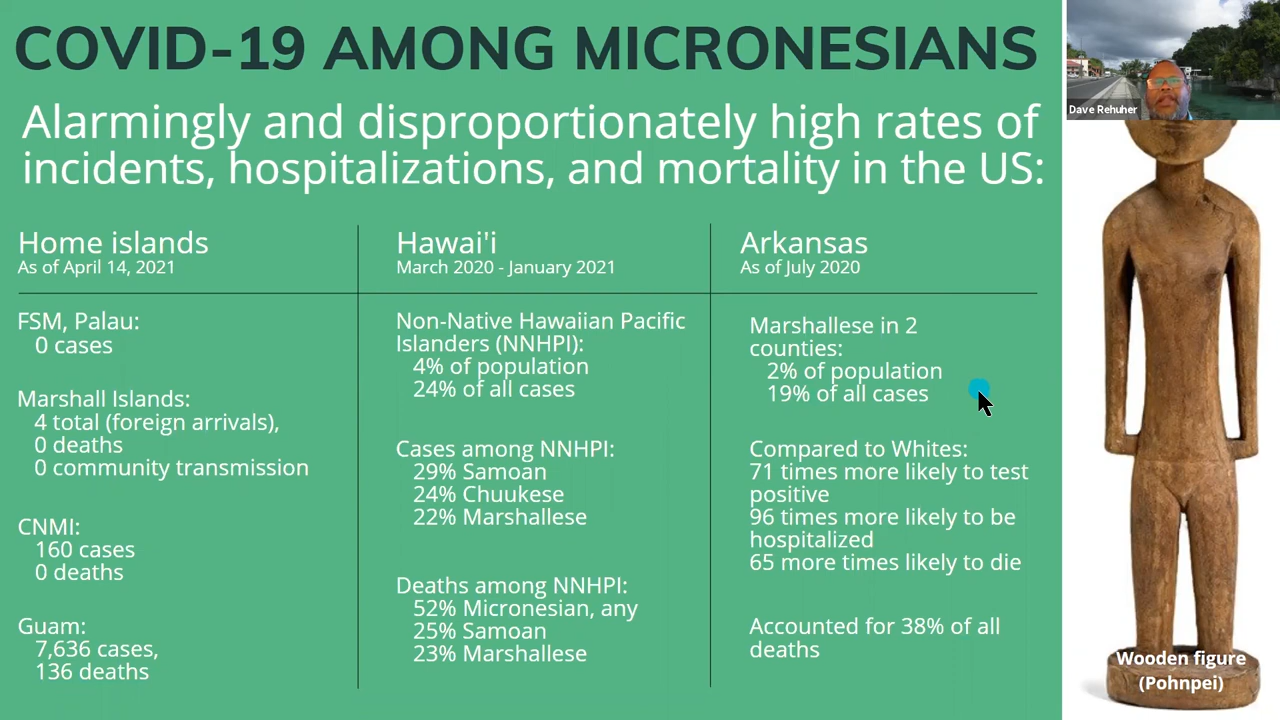 COVID-19 AMONG MICRONESIANS
Alarmingly and disproportionately high rates of
incidents, hospitalizations, and mortality in the US:
Home islands
As of April 14, 2021
FSM, Palau:
0 cases
Marshall Islands:
4 total (foreign arrivals),
0 deaths
0 community transmission
CNMI:
160 cases
0 deaths
Guam:
7,636 cases,
136 deaths
Hawai'i
March 2020 - January 2021
Non-Native Hawaiian Pacific
Islanders (NNHPI):
4% of population
24% of all cases
Cases among NNHPI:
29% Samoan
24% Chuukese
22% Marshallese
Deaths among NNHPI:
52% Micronesian, any
25% Samoan
23% Marshallese
Arkansas
As of July 2020
Marshallese in 2
counties:
2% of population
19% of all cases
Compared to Whites:
71 times more likely to test
positive
96 times more likely to be
hospitalized
65 more times likely to die
Accounted for 38% of all
deaths
Dave Rehuher
Wooden figure
(Pohnpei)